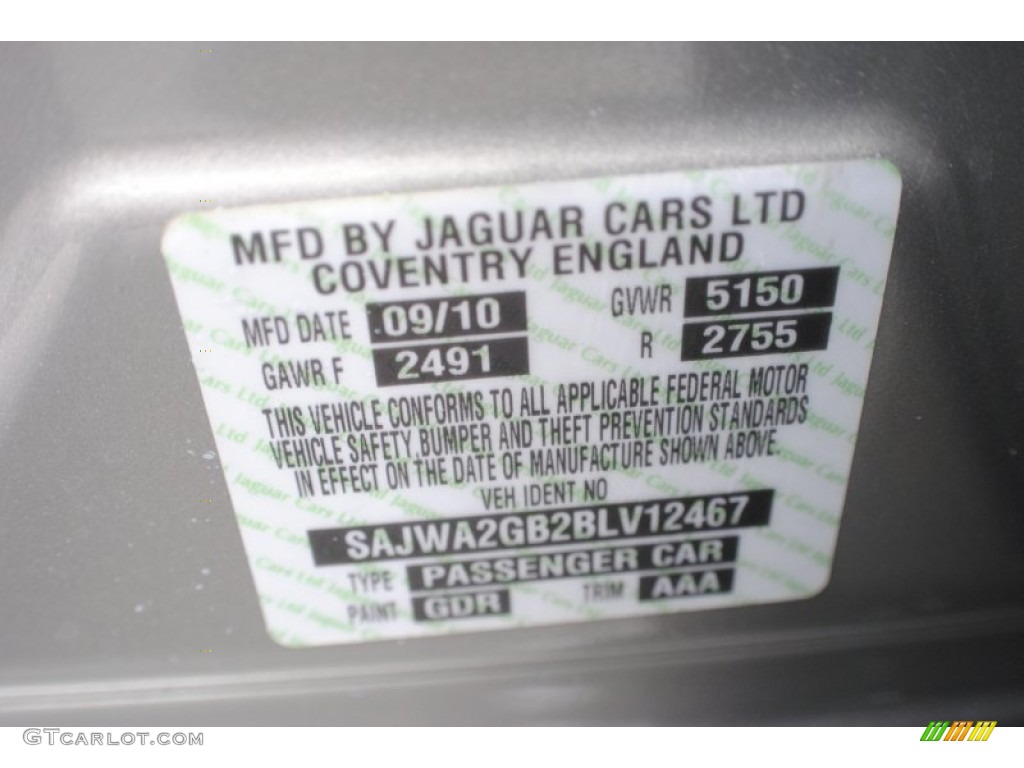 MFD BY JAGUAR CARS LTD
COVENTRY ENGLAND
MFD DATE .09/10 GVWR 5150
GAWR F 2491 R 2755
THIS VEHICLE CONFORMS TO ALL APPLICABLE FEDERAL MOTOR
VEHICLE SAFETY, BUMPER AND THEFT PREVENTION STANDARDS
IN EFFECT ON THE DATE OF MANUFACTURE SHOWN ABOVE.
VEH IDENT NO
SAJWA2GB2BLV12467
TYPE PASSENGER CAR
PAINT GDR TRIM AAA
GTCARLOT.COM